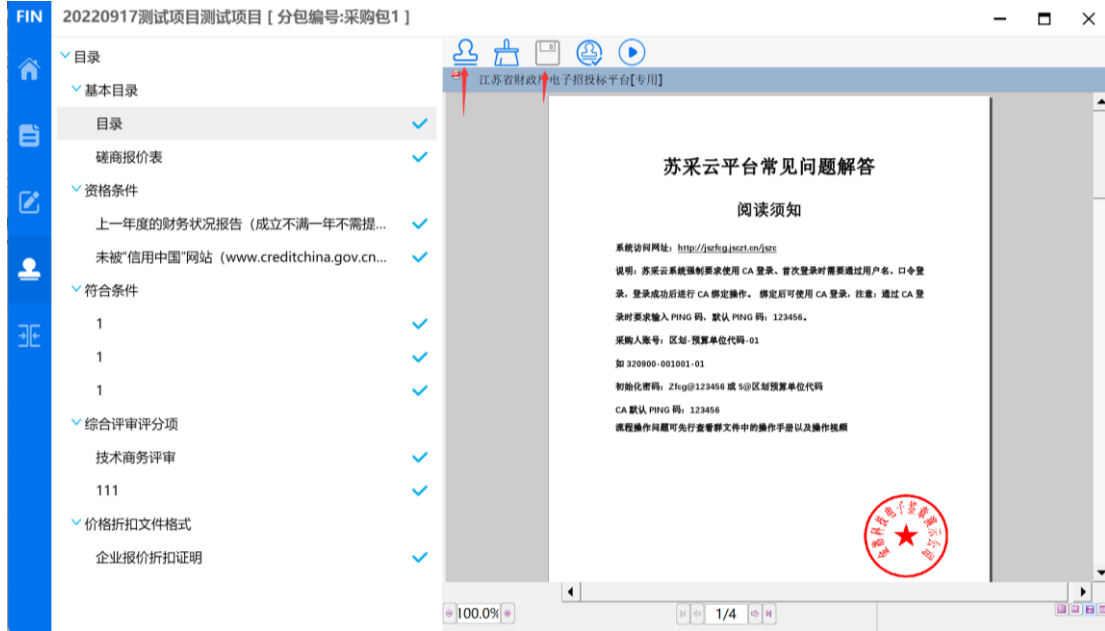 FIN 20220917测试项目测试项目 [ 分包编号:采购包1 ]
目录
基本目录
目录
磋商报价表
资格条件
上一年度的财务状况报告（成立不满一年不需提...
未被“信用中国”网站（www.creditchina.gov.cn...
符合条件
1
1
1
综合评审评分项
技术商务评审
111
价格折扣文件格式
企业报价折扣证明
江苏省财政厅电子招投标平台[专用]
苏采云平台常见问题解答
阅读须知
系统访问网址：http://jszfcg.jsczt.cn/jszc
说明：苏采云系统强制要求使用 CA 登录、首次登录时需要通过用户名、口令登
录，登录成功后进行 CA 绑定操作。 绑定后可使用 CA 登录，注意：通过 CA 登
录时要求输入 PING 码，默认 PING 码：123456。
采购人账号：区划-预算单位代码-01
如 320900-001001-01
初始化密码：Zfcg@123456 或 S@区划预算单位代码
CA 默认 PING 码：123456
流程操作问题可先行查看群文件中的操作手册以及操作视频
100.0%
1/4